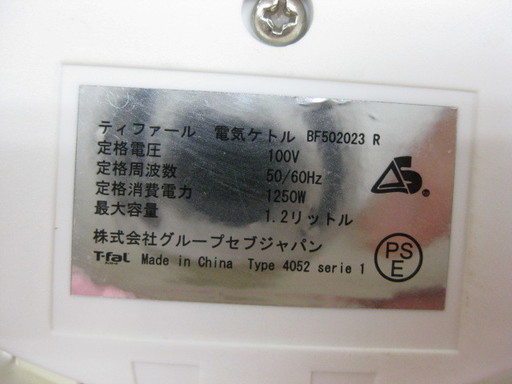 ティファール 電気ケトル BF502023 R
定格電圧 100V
定格周波数 50/60Hz
定格消費電力 1250W
最大容量 1.2リットル
株式会社グループセブジャパン
T-fal Made in China Type 4052 serie 1
PS
E